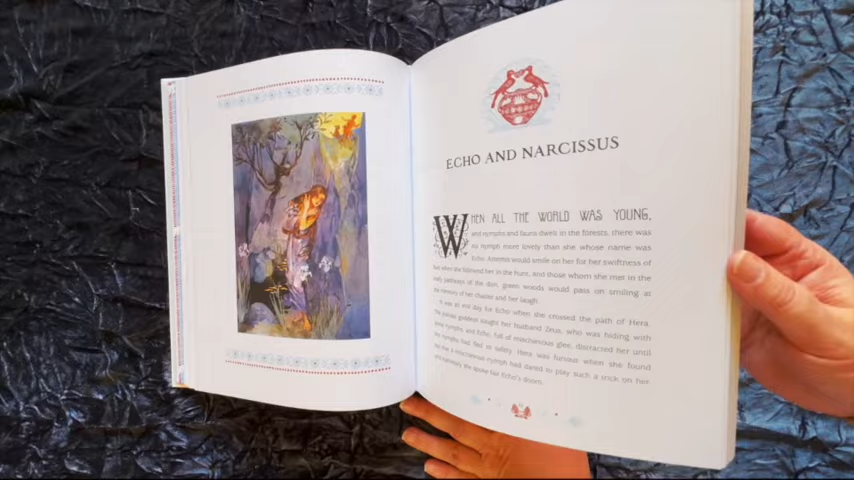 ECHO AND NARCISSUS
WHEN ALL THE WORLD WAS YOUNG,
and nymphs and fauns dwelt in the forests, there was
no nymph more lovely than she whose name was
Echo. Artemis would smile on her for her swiftness of
foot when she followed her in the hunt, and those whom she met in the
leafy pathways of the dim, green woods would pass on smiling at
the memory of her chatter and her laugh.
It was an evil day for Echo when she crossed the path of Hera.
The jealous goddess sought her husband Zeus, who was hiding with
some nymphs, and Echo, full of mischievous glee, distracted her until
the nymphs had fled to safety. Hera was furious when she found
out that a mischievous nymph had dared to play such a trick on her
and ruthlessly she spoke fair Echo's doom.